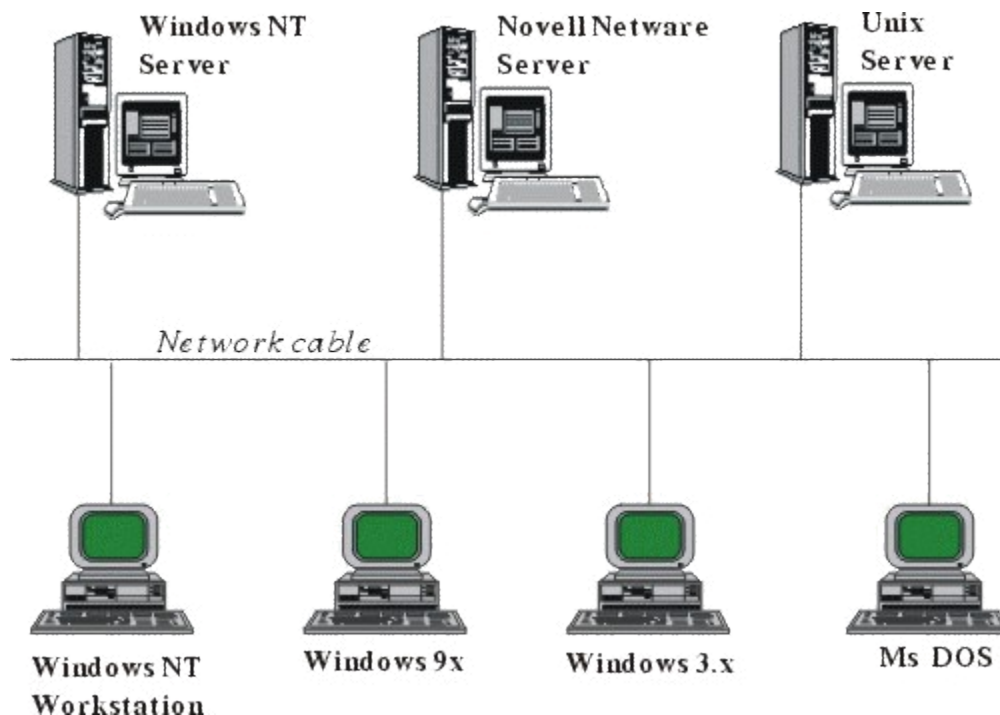 Windows NT
Server
Novell Netware
Server
Unix
Server
Network cable
Windows NT
Workstation
Windows 9x
Windows 3.x
Ms DOS